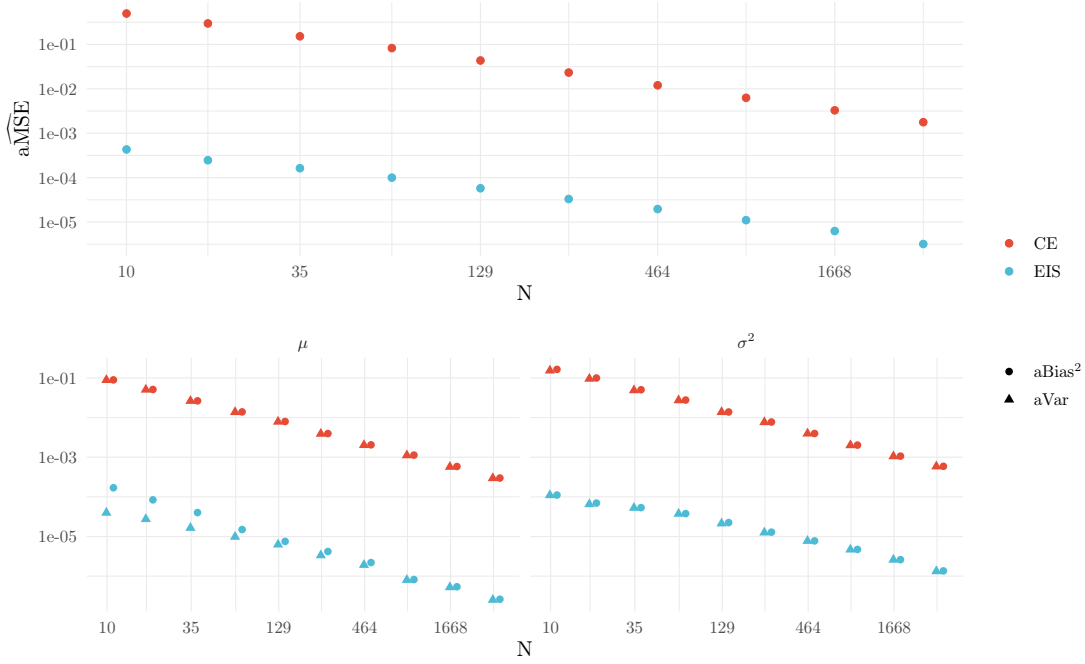 1e-01
1e-02
1e-03
1e-04
1e-05
aMSE
10 35 129 464 1668
N
CE
EIS
μ σ²
1e-01
1e-03
1e-05
10 35 129 464 1668 10 35 129 464 1668
N
aBias²
aVar